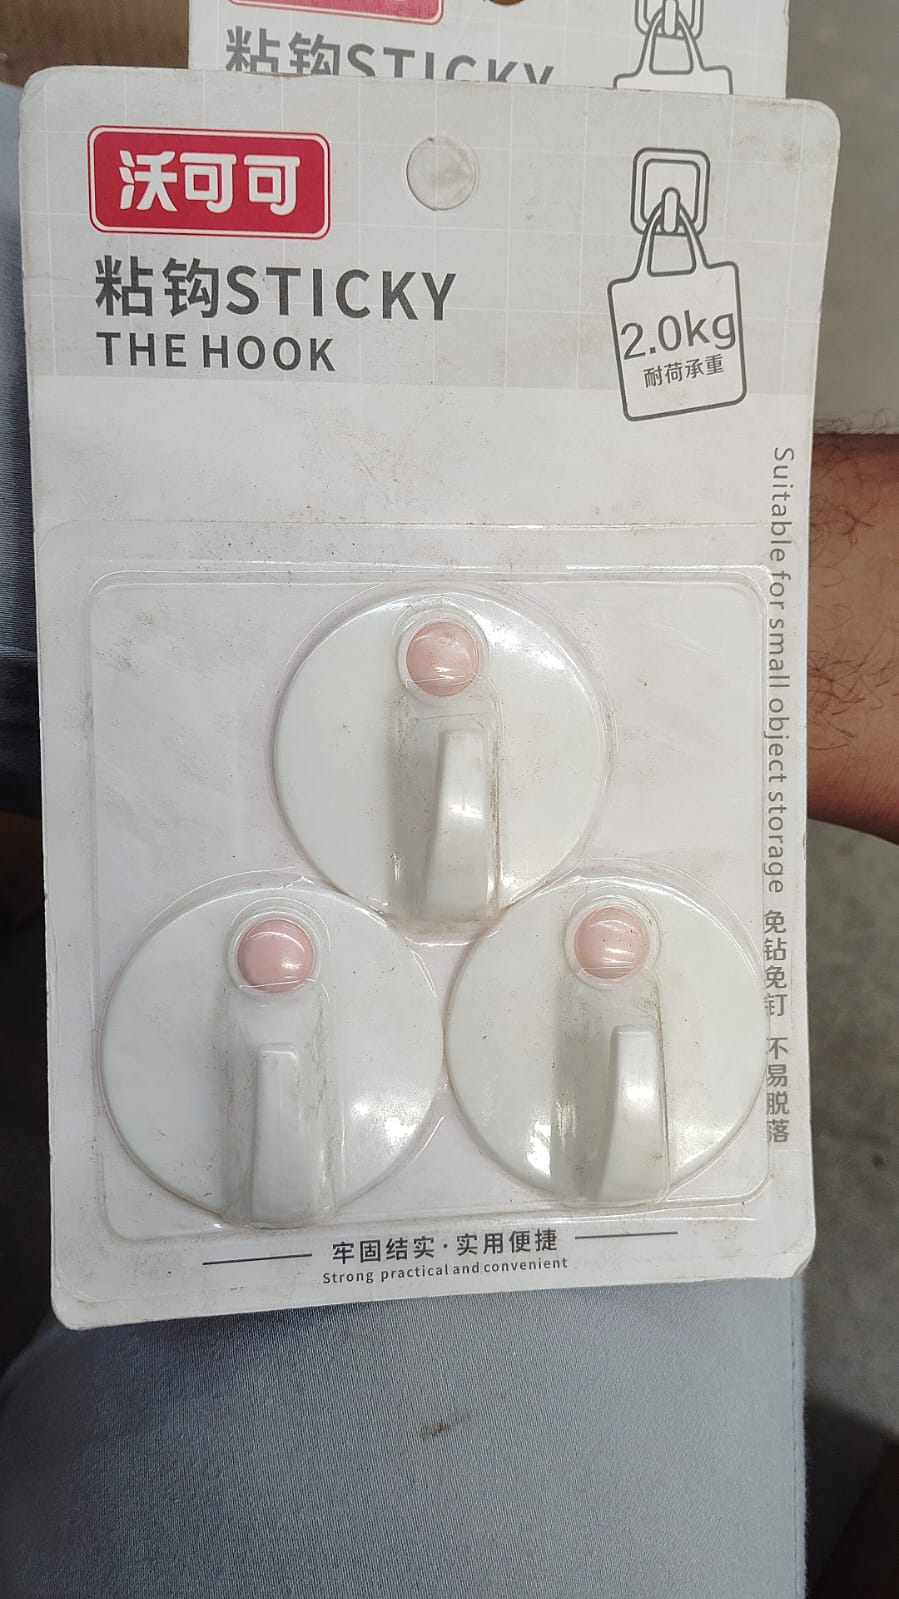 粘钩STICKY
沃可可
粘钩STICKY
THE HOOK
2.0kg
耐荷承重
Suitable for small object storage 免钻免钉 不易脱落
牢固结实·实用便捷
Strong practical and convenient